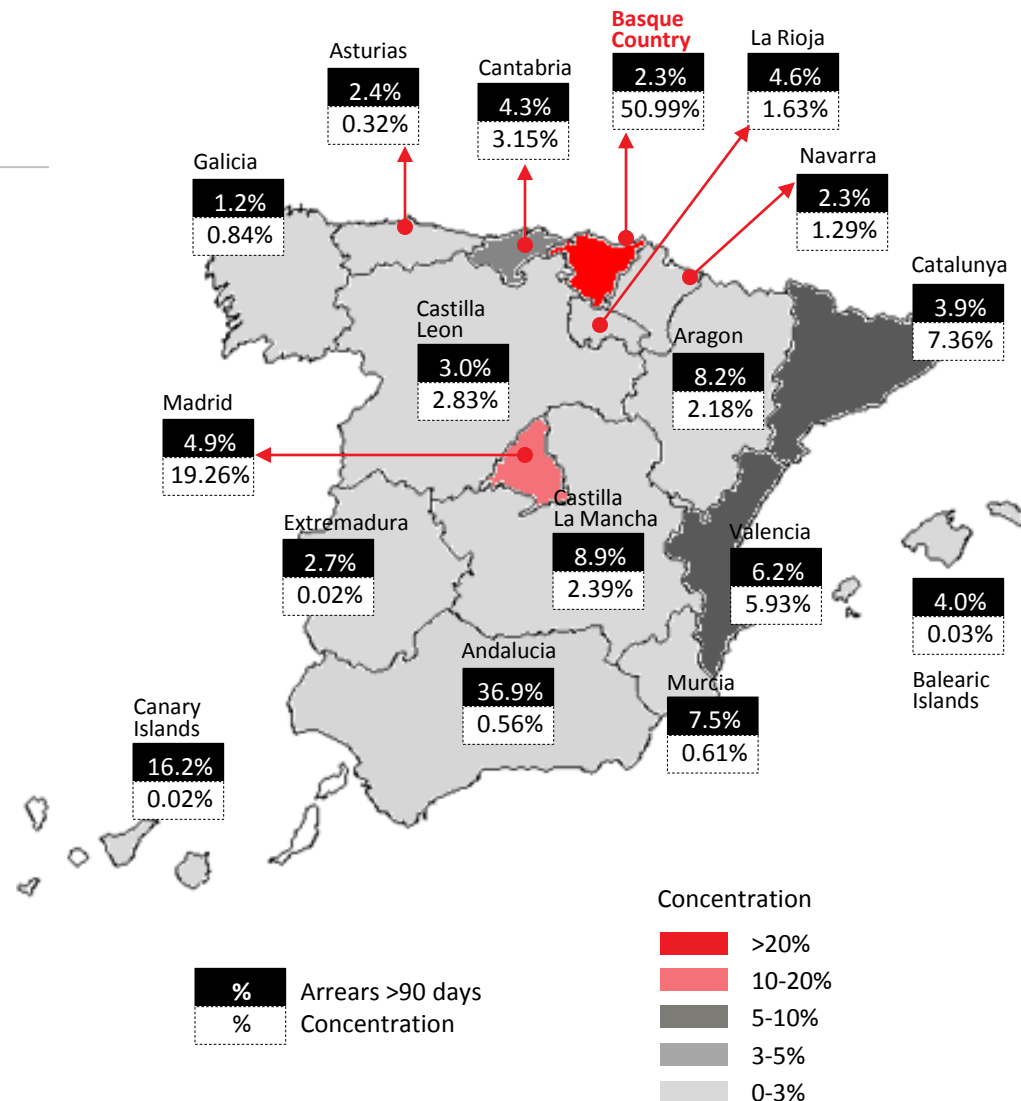 Basque
Country
2.3%
50.99%
La Rioja
4.6%
1.63%
Asturias
2.4%
0.32%
Cantabria
4.3%
3.15%
Navarra
2.3%
1.29%
Galicia
1.2%
0.84%
Catalunya
3.9%
7.36%
Castilla
Leon
3.0%
2.83%
Aragon
8.2%
2.18%
Madrid
4.9%
19.26%
Castilla
La Mancha
8.9%
2.39%
Extremadura
2.7%
0.02%
Valencia
6.2%
5.93%
4.0%
0.03%
Balearic
Islands
Andalucia
36.9%
0.56%
Murcia
7.5%
0.61%
Canary
Islands
16.2%
0.02%
Concentration
>20%
10-20%
5-10%
3-5%
0-3%
% Arrears >90 days
% Concentration